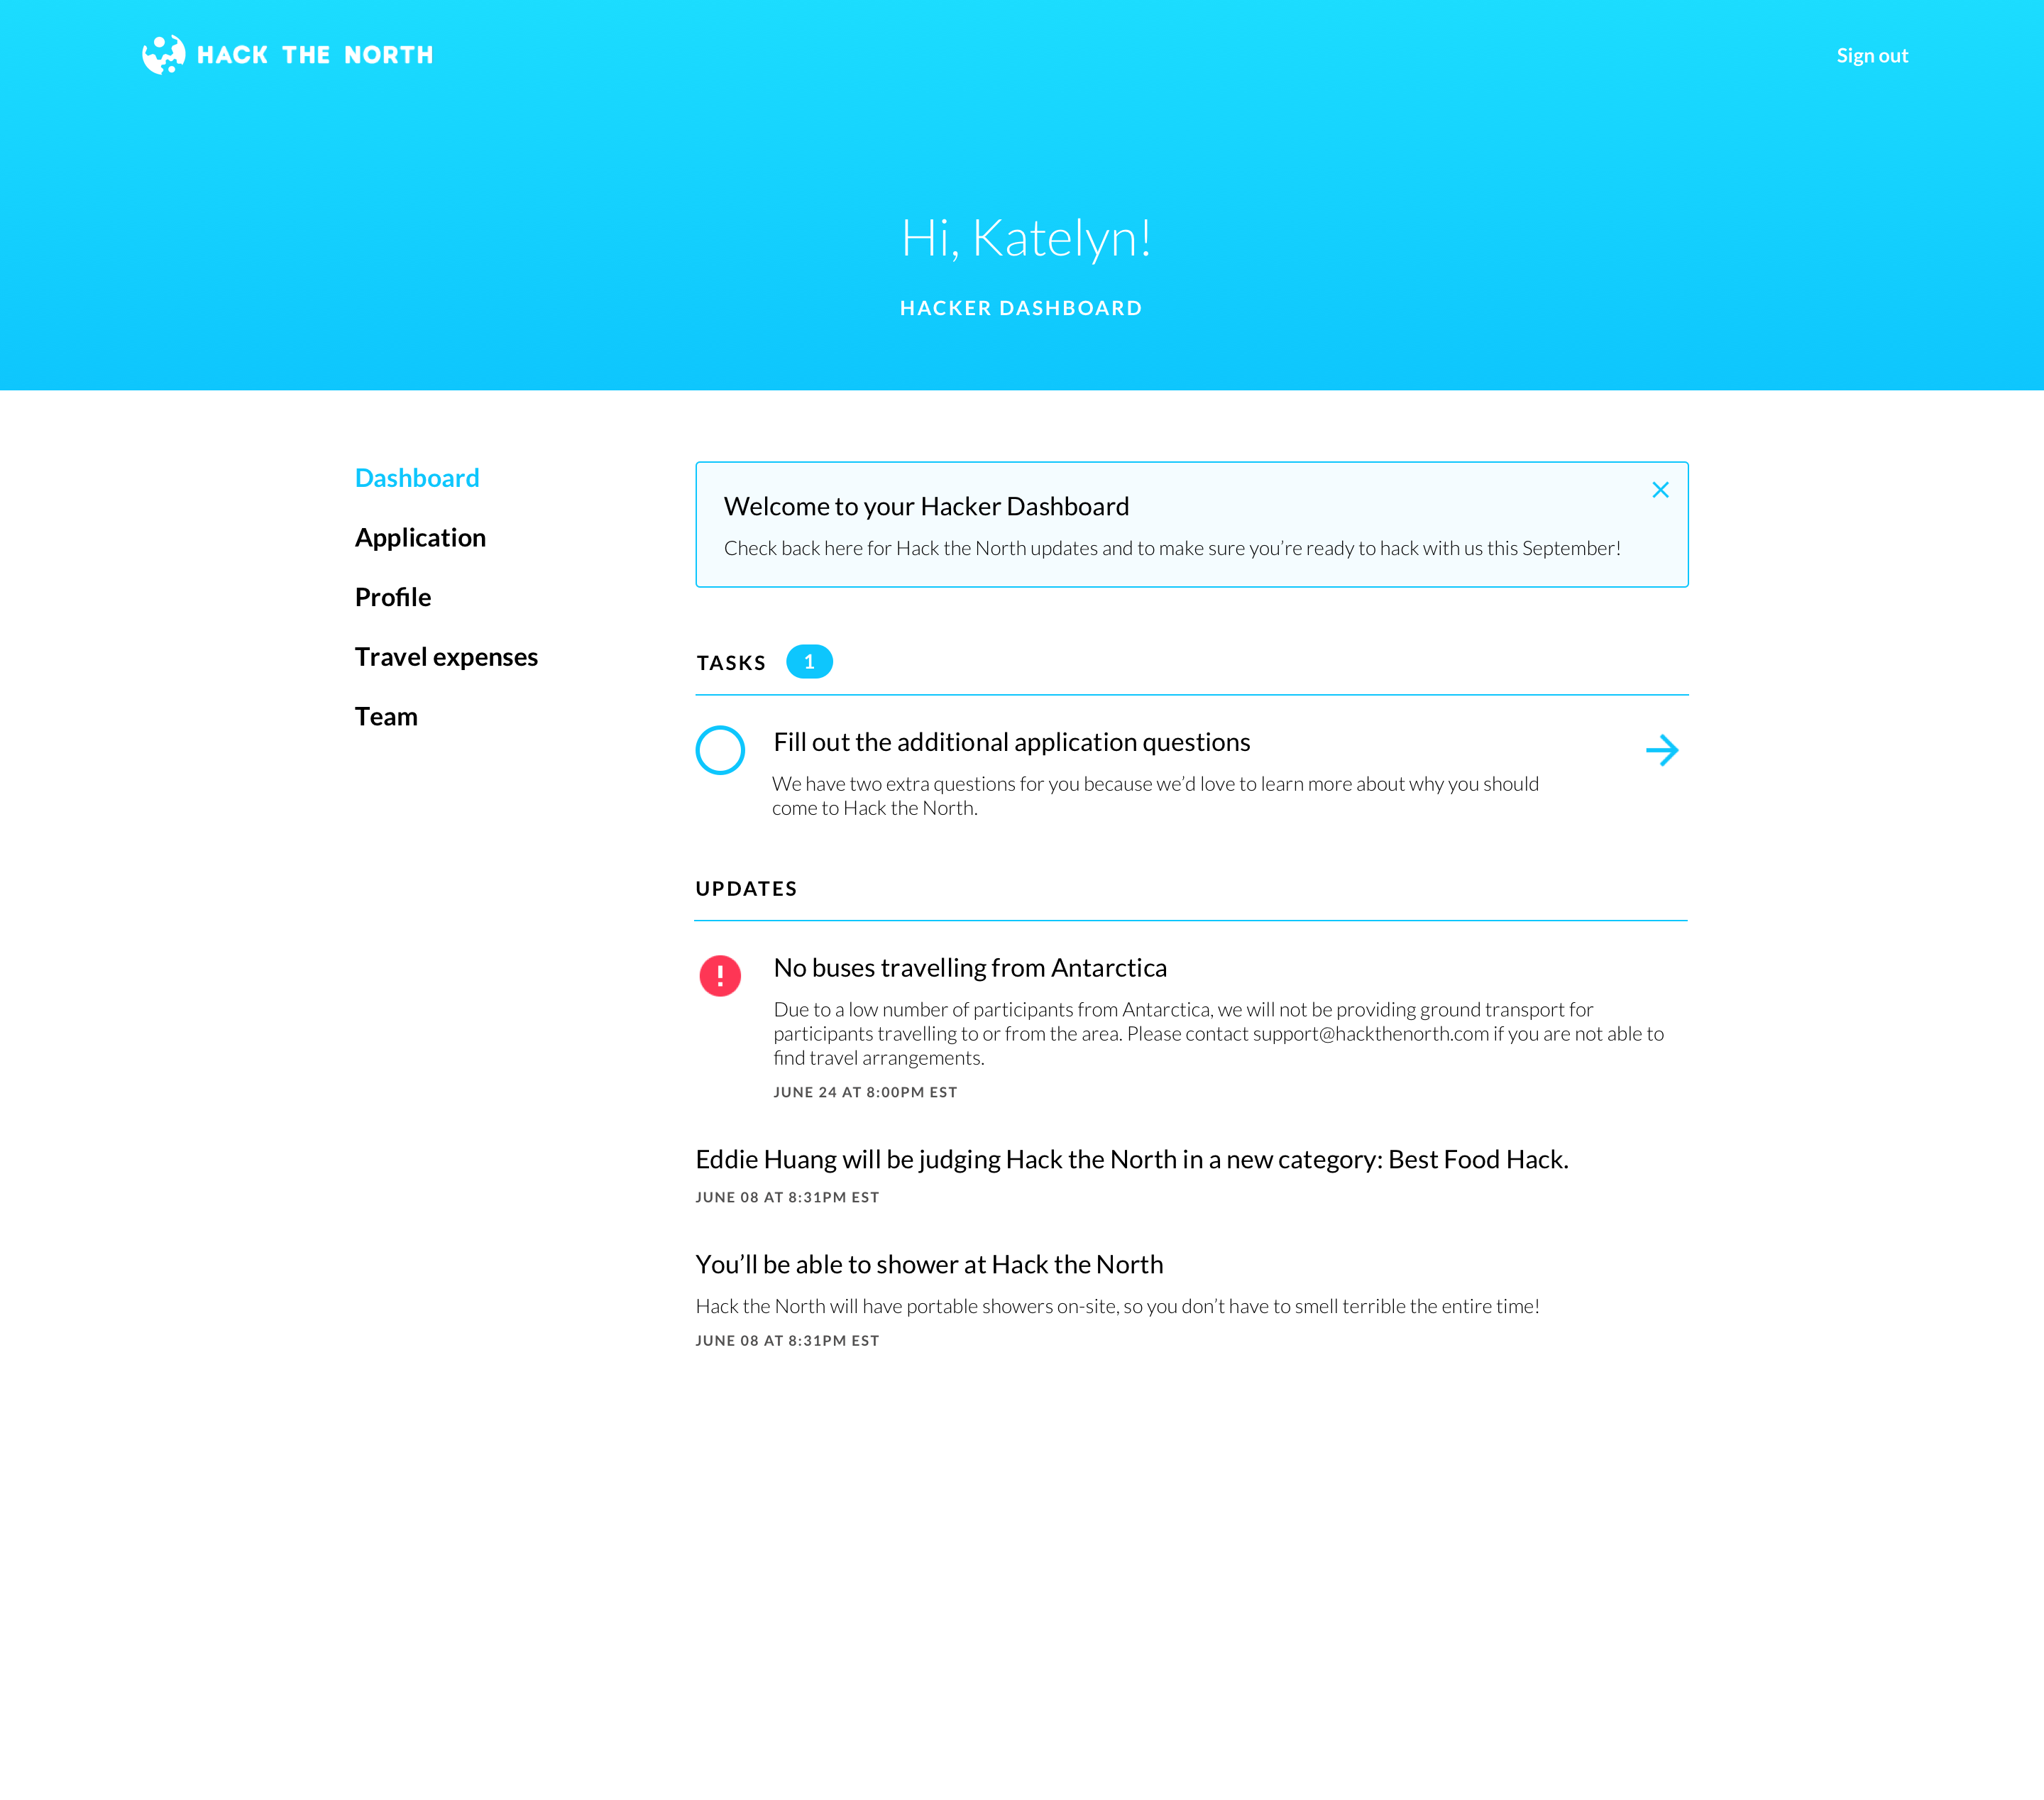 HACK THE NORTH
Sign out
Hi, Katelyn!
HACKER DASHBOARD
Dashboard
Application
Profile
Travel expenses
Team
Welcome to your Hacker Dashboard
Check back here for Hack the North updates and to make sure you’re ready to hack with us this September!
TASKS 1
Fill out the additional application questions
We have two extra questions for you because we’d love to learn more about why you should
come to Hack the North.
UPDATES
No buses travelling from Antarctica
Due to a low number of participants from Antarctica, we will not be providing ground transport for
participants travelling to or from the area. Please contact support@hackthenorth.com if you are not able to
find travel arrangements.
JUNE 24 AT 8:00PM EST
Eddie Huang will be judging Hack the North in a new category: Best Food Hack.
JUNE 08 AT 8:31PM EST
You’ll be able to shower at Hack the North
Hack the North will have portable showers on-site, so you don’t have to smell terrible the entire time!
JUNE 08 AT 8:31PM EST